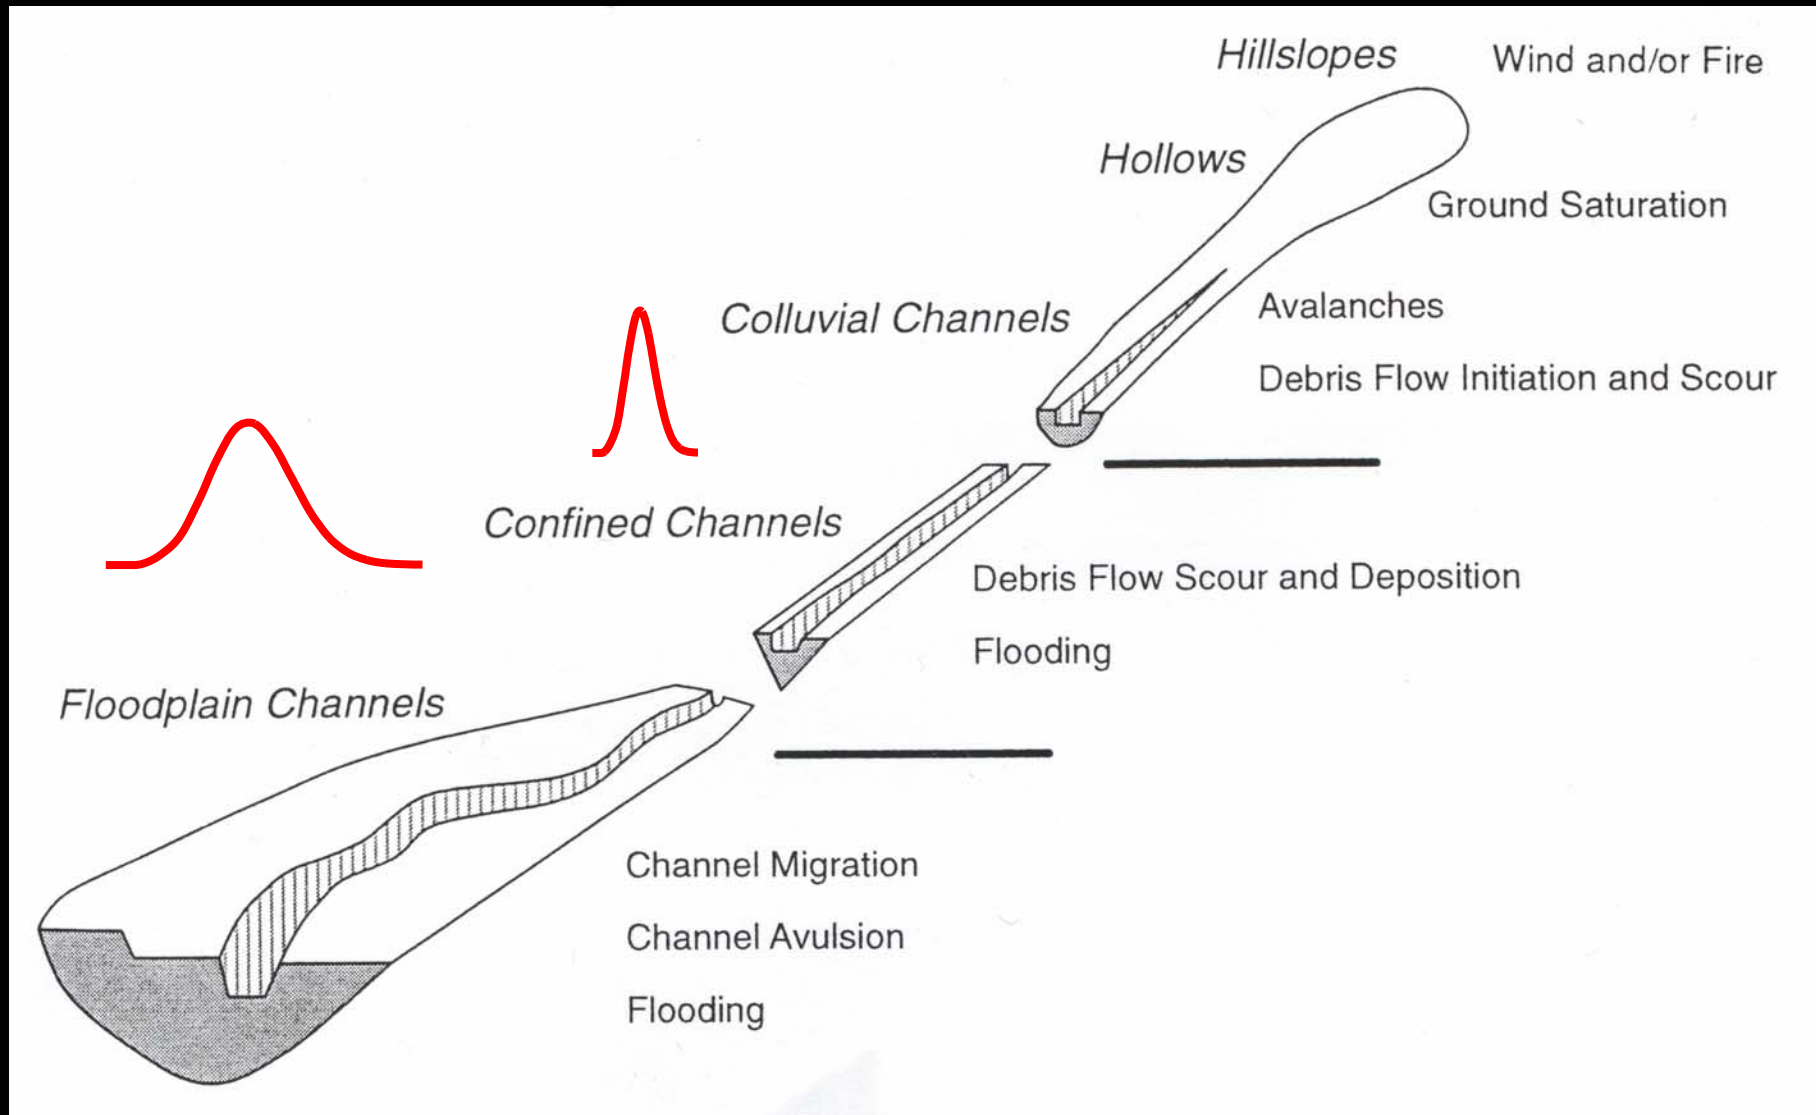 Hillslopes
Wind and/or Fire
Hollows
Ground Saturation
Colluvial Channels
Avalanches
Debris Flow Initiation and Scour
Confined Channels
Debris Flow Scour and Deposition
Flooding
Floodplain Channels
Channel Migration
Channel Avulsion
Flooding